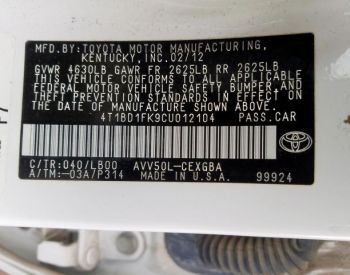 MFD.BY:TOYOTA MOTOR MANUFACTURING,
KENTUCKY, INC. 02/12
GVWR 4630LB GAWR FR 2625LB RR 2625LB
THIS VEHICLE CONFORMS TO ALL APPLICABLE
FEDERAL MOTOR VEHICLE SAFETY, BUMPER,
AND THEFT PREVENTION STANDARDS IN
EFFECT ON THE DATE OF MANUFACTURE
SHOWN ABOVE.
4T1BD1FK9CU012104 PASS.CAR
C/TR:040/LB00 AVV50L-CEXGBA
A/TM:-03A/P314 MADE IN U.S.A. 99924